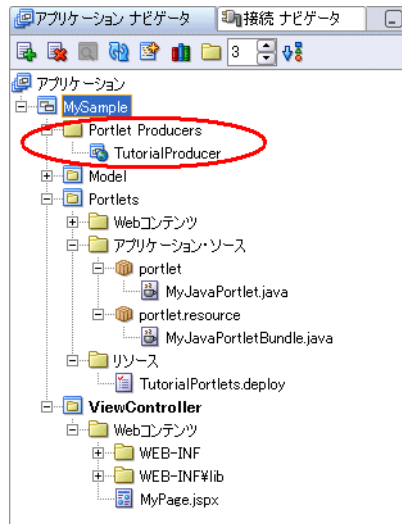 アプリケーション ナビゲータ 接続 ナビゲータ
3
アプリケーション
MySample
Portlet Producers
TutorialProducer
Model
Portlets
Webコンテンツ
アプリケーション・ソース
portlet
MyJavaPortlet.java
portlet.resource
MyJavaPortletBundle.java
リソース
TutorialPortlets.deploy
ViewController
Webコンテンツ
WEB-INF
WEB-INF¥lib
MyPage.jspx